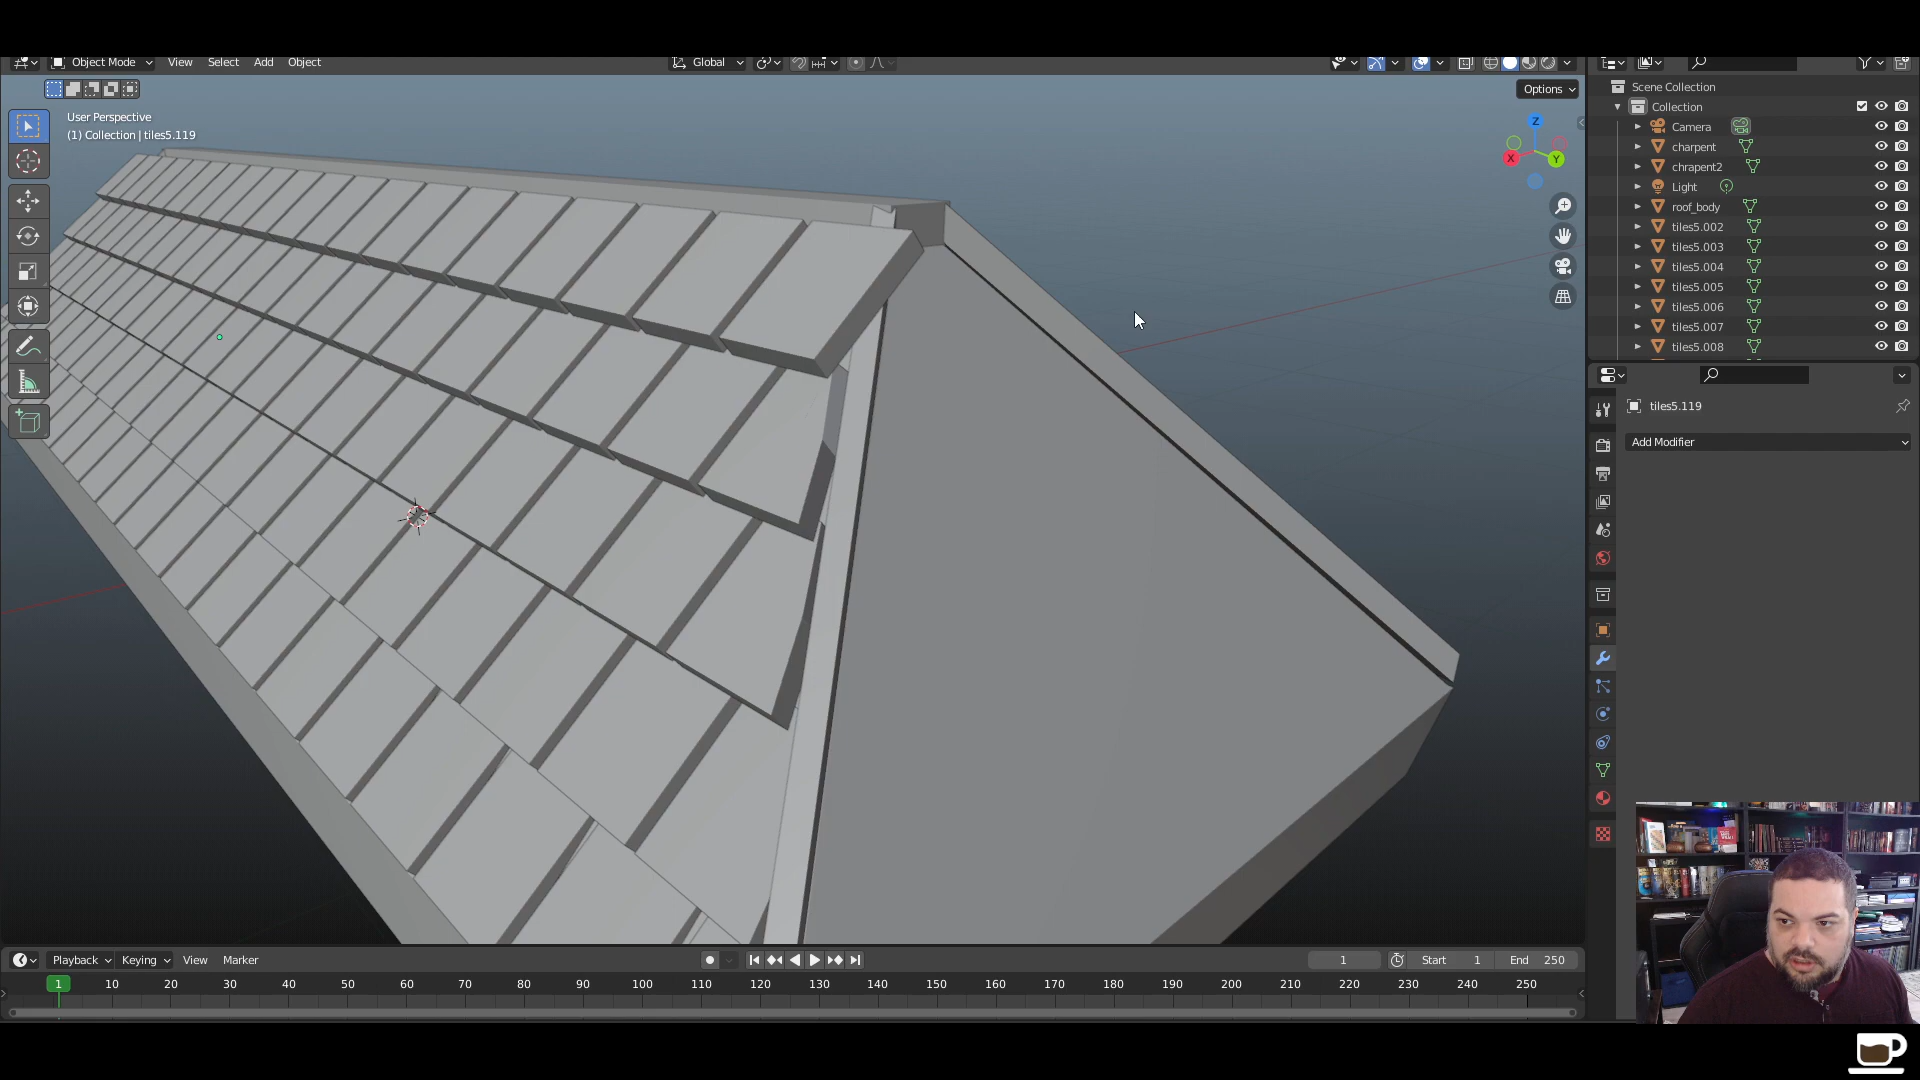 Object Mode View Select Add Object Global
Options
User Perspective
(1) Collection | tiles5.119
Z
X Y
Scene Collection
Collection
Camera
charpent
chrapent2
Light
roof_body
tiles5.002
tiles5.003
tiles5.004
tiles5.005
tiles5.006
tiles5.007
tiles5.008
tiles5.119
Add Modifier
Playback Keying View Marker
1 Start 1 End 250
1 10 20 30 40 50 60 70 80 90 100 110 120 130 140 150 160 170 180 190 200 210 220 230 240 250